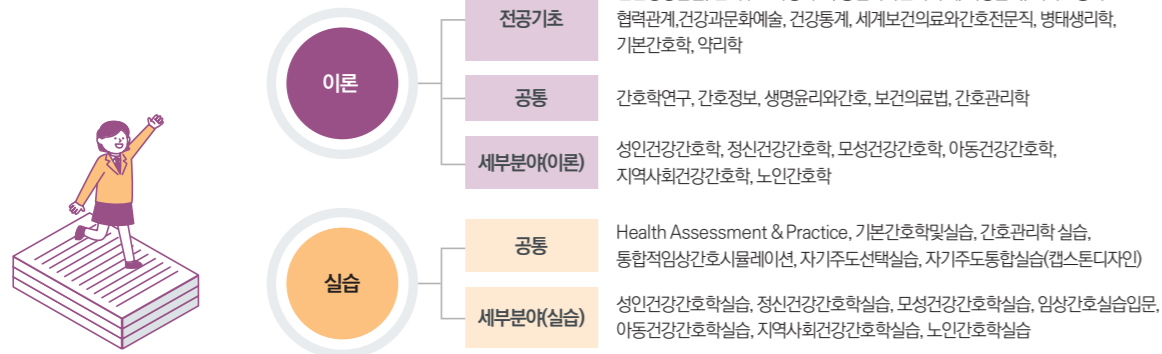 전공기초
협력관계,건강과문화예술, 건강통계, 세계보건의료와간호전문직, 병태생리학,
기본간호학, 약리학
이론
공통
간호학연구, 간호정보, 생명윤리와간호, 보건의료법, 간호관리학
세부분야(이론)
성인건강간호학, 정신건강간호학, 모성건강간호학, 아동건강간호학,
지역사회건강간호학, 노인간호학
실습
공통
Health Assessment & Practice, 기본간호학및실습, 간호관리학 실습,
통합적임상간호시뮬레이션, 자기주도선택실습, 자기주도통합실습(캡스톤디자인)
세부분야(실습)
성인건강간호학실습, 정신건강간호학실습, 모성건강간호학실습, 임상간호실습입문,
아동건강간호학실습, 지역사회건강간호학실습, 노인간호학실습